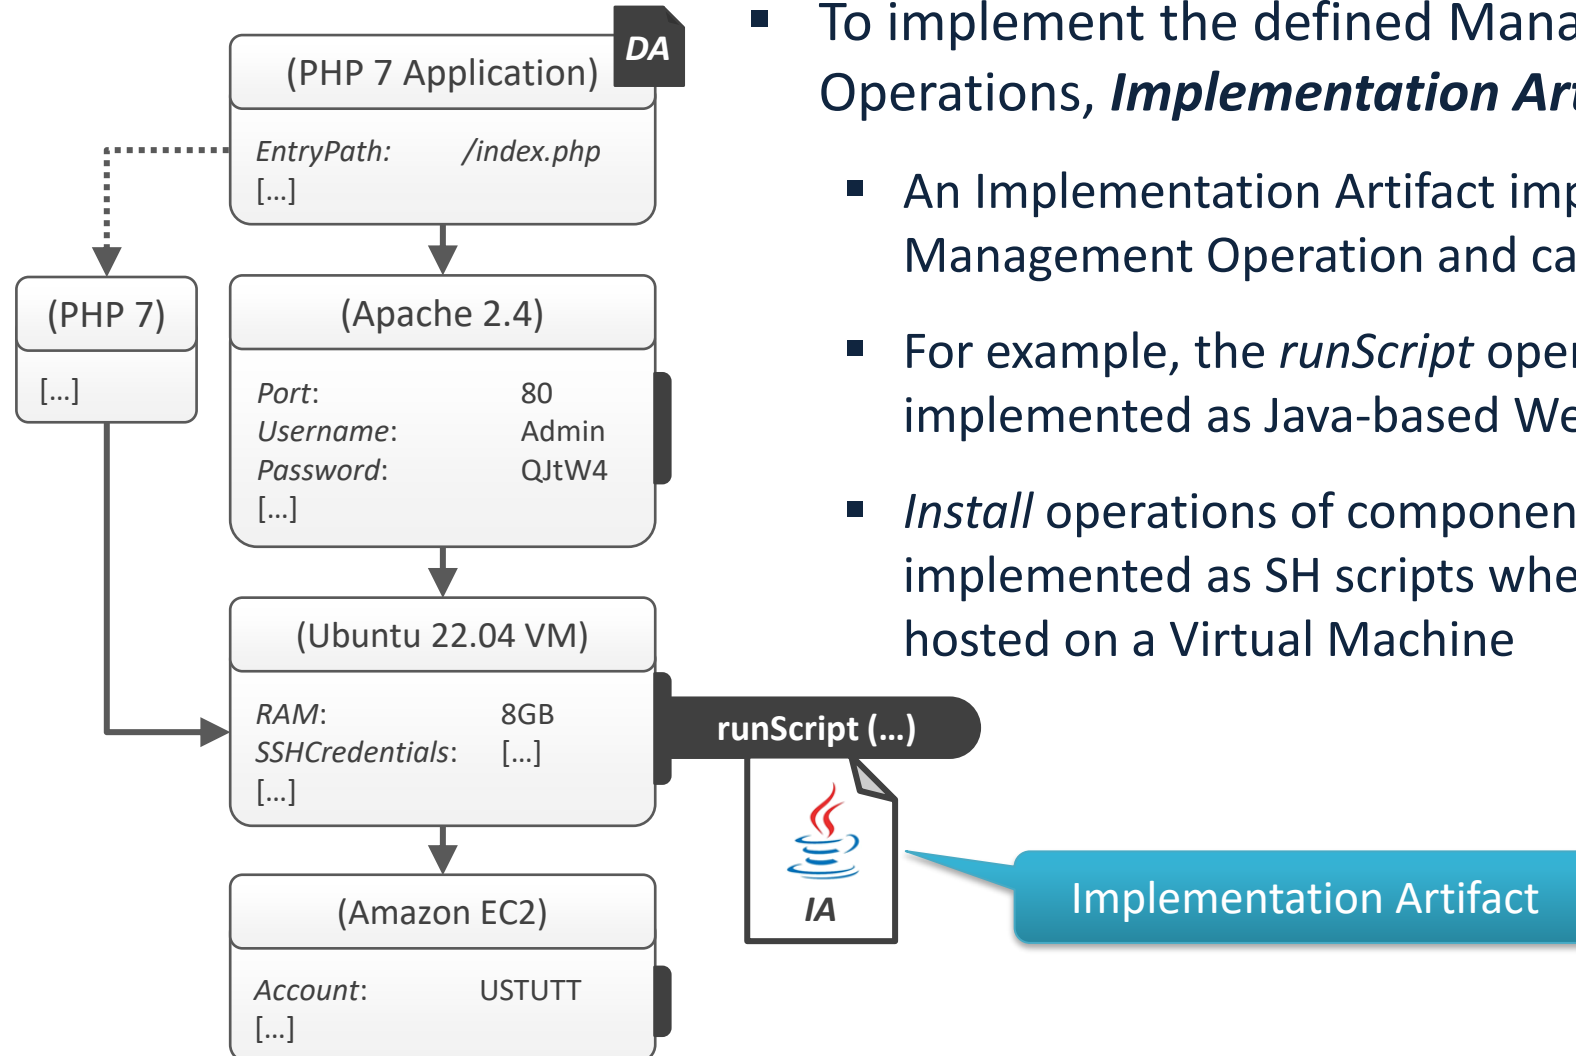 (PHP 7 Application)
DA
EntryPath: /index.php
[...]
(PHP 7)
[...]
(Apache 2.4)
Port: 80
Username: Admin
Password: QJtW4
[...]
(Ubuntu 22.04 VM)
RAM: 8GB
SSHCredentials: [...]
[...]
runScript (...)
IA
(Amazon EC2)
Account: USTUTT
[...]
To implement the defined Mana
Operations, Implementation Art
An Implementation Artifact imp
Management Operation and ca
For example, the runScript oper
implemented as Java-based We
Install operations of componen
implemented as SH scripts whe
hosted on a Virtual Machine
Implementation Artifact